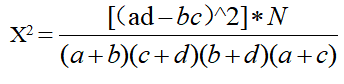 X² = [(ad−bc)^2]*N
(a+b)(c+d)(b+d)(a+c)